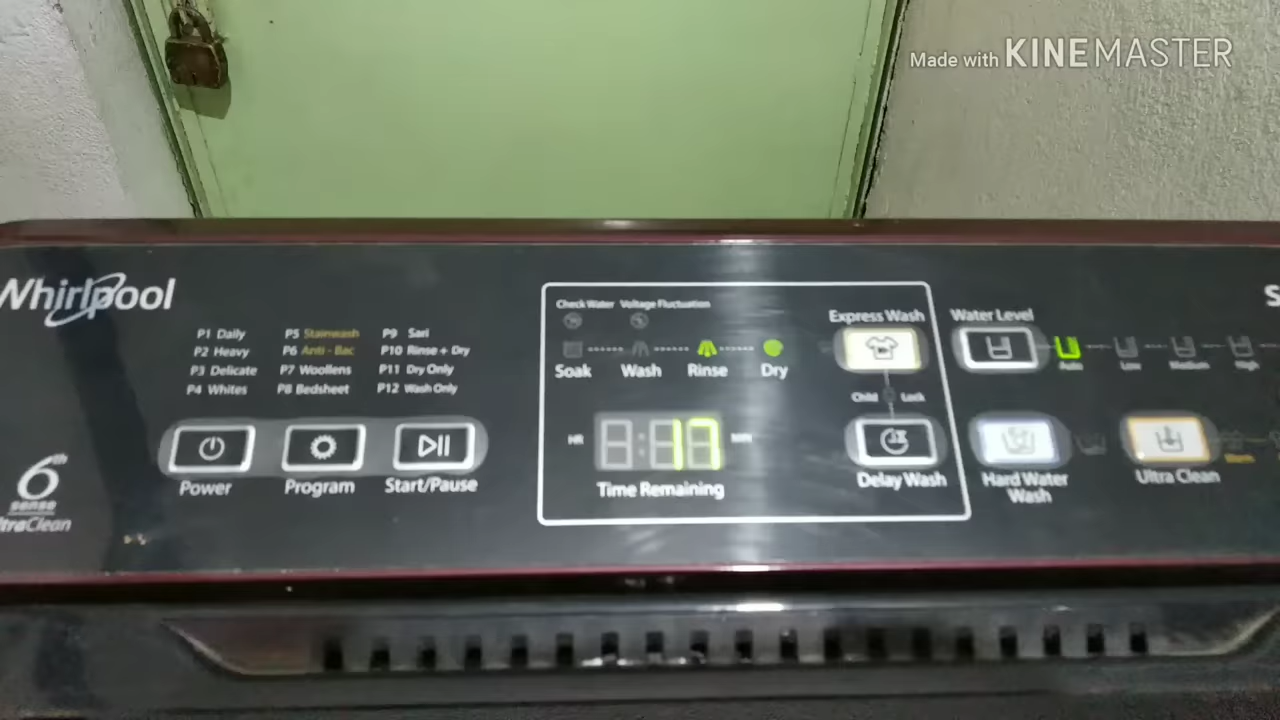 Made with KINEMASTER
Whirlpool
P1 Daily
P2 Heavy
P3 Delicate
P4 Whites
P5 Stainwash
P6 Anti - Bac
P7 Woollens
P8 Bedsheet
P9 Sari
P10 Rinse + Dry
P11 Dry Only
P12 Wash Only
Power
Program
Start/Pause
6th
sense
Check Water Voltage Fluctuation
Soak Wash Rinse Dry
HR 17 MIN
Time Remaining
Express Wash
Child Lock
Delay Wash
Water Level
Auto Low Medium High
Hard Water
Wash
Ultra Clean
Warm